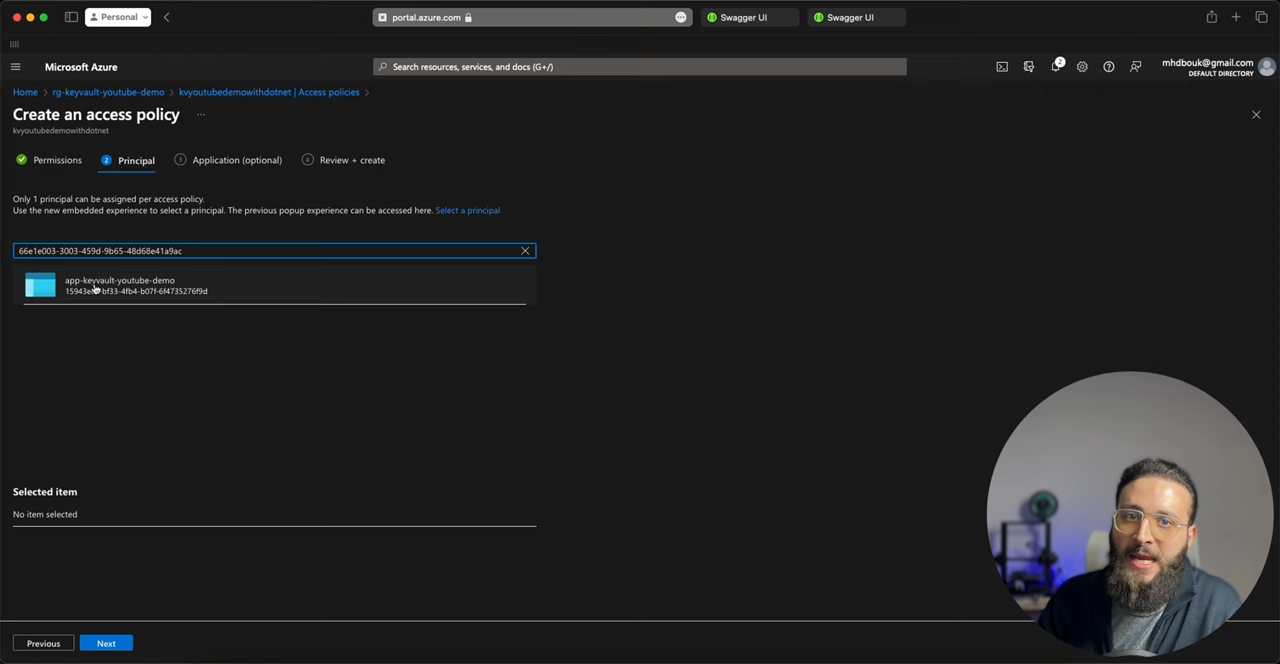 Personal
portal.azure.com
Swagger UI
Swagger UI
Microsoft Azure
Search resources, services, and docs (G+/)
2
mhdbouk@gmail.com
DEFAULT DIRECTORY
Home > rg-keyvault-youtube-demo > kvyoutubedemowithdotnet | Access policies >
Create an access policy ...
kvyoutubedemowithdotnet
Permissions
2 Principal
3 Application (optional)
4 Review + create
Only 1 principal can be assigned per access policy.
Use the new embedded experience to select a principal. The previous popup experience can be accessed here. Select a principal
66e1e003-3003-459d-9b65-48d68e41a9ac
app-keyvault-youtube-demo
Selected item
No item selected
Previous
Next